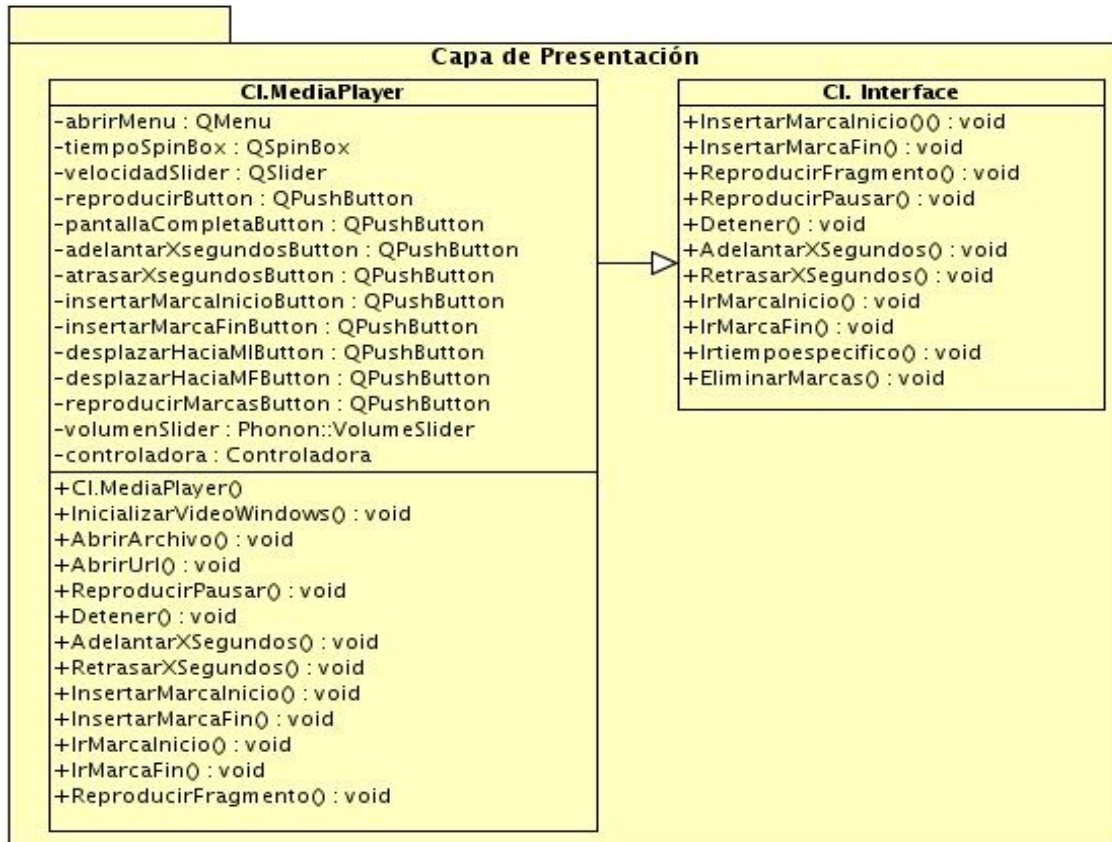 Capa de Presentación
CI.MediaPlayer
-abrirMenu : QMenu
-tiempoSpinBox : QSpinBox
-velocidadSlider : QSlider
-reproducirButton : QPushButton
-pantallaCompletaButton : QPushButton
-adelantarXsegundosButton : QPushButton
-atrasarXsegundosButton : QPushButton
-insertarMarcaInicioButton : QPushButton
-insertarMarcaFinButton : QPushButton
-desplazarHaciaMIButton : QPushButton
-desplazarHaciaMFButton : QPushButton
-reproducirMarcasButton : QPushButton
-volumenSlider : Phonon::VolumeSlider
-controladora : Controladora
+CI.MediaPlayer()
+InicializarVideoWindows() : void
+AbrirArchivo() : void
+AbrirUrl() : void
+ReproducirPausar() : void
+Detener() : void
+AdelantarXSegundos() : void
+RetrasarXSegundos() : void
+InsertarMarcaInicio() : void
+InsertarMarcaFin() : void
+IrMarcaInicio() : void
+IrMarcaFin() : void
+ReproducirFragmento() : void
CI. Interface
+InsertarMarcaInicio()() : void
+InsertarMarcaFin() : void
+ReproducirFragmento() : void
+ReproducirPausar() : void
+Detener() : void
+AdelantarXSegundos() : void
+RetrasarXSegundos() : void
+IrMarcaInicio() : void
+IrMarcaFin() : void
+Irtiempoespecifico() : void
+EliminarMarcas() : void